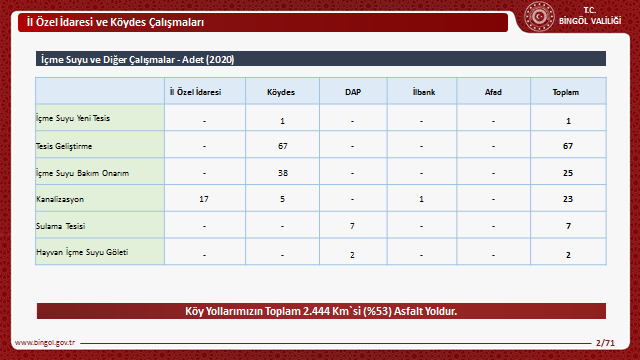 İl Özel İdaresi ve Köydes Çalışmaları
T.C.
BİNGÖL VALİLİĞİ
İçme Suyu ve Diğer Çalışmalar - Adet (2020)
İl Özel İdaresi Köydes DAP İlbank Afad Toplam
İçme Suyu Yeni Tesis - 1 - - - 1
Tesis Geliştirme - 67 - - - 67
İçme Suyu Bakım Onarım - 38 - - - 25
Kanalizasyon 17 5 - 1 - 23
Sulama Tesisi - - 7 - - 7
Hayvan İçme Suyu Göleti - - 2 - - 2
Köy Yollarımızın Toplam 2.444 Km`si (%53) Asfalt Yoldur.
www.bingol.gov.tr 2/71